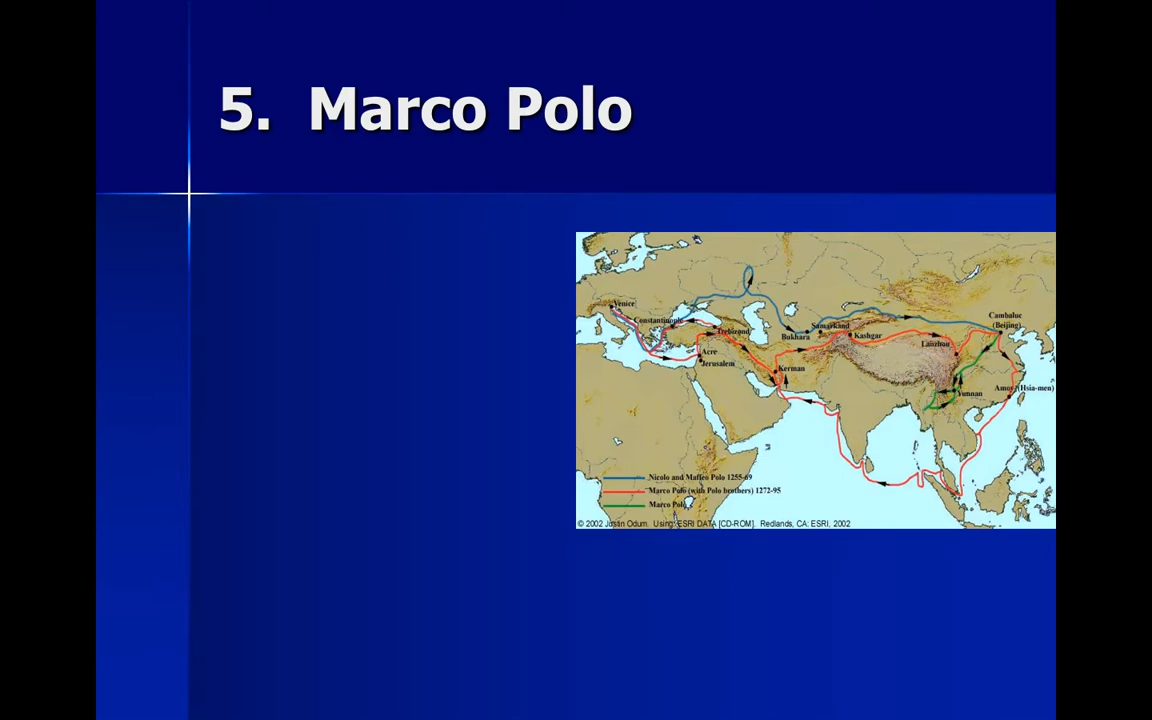 5. Marco Polo
Venice
Constantinople
Trebizond
Bukhara
Samarkand
Kashgar
Lanzhou
Cambaluc
(Beijing)
Acre
Jerusalem
Kerman
Yunnan
Amoy (Hsia-men)
Nicolo and Maffeo Polo 1255-69
Marco Polo (with Polo brothers) 1272-95
Marco Polo
© 2002 Justin Odum. Using ESRI DATA [CD-ROM]. Redlands, CA: ESRI, 2002